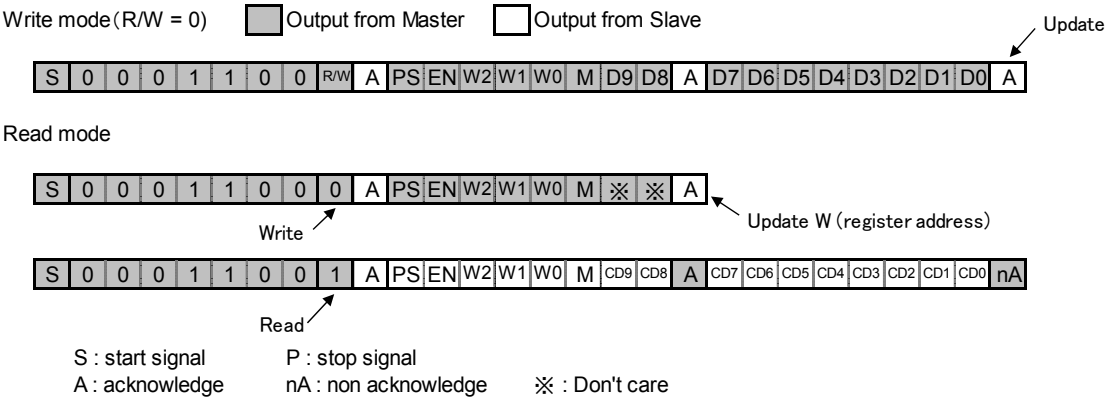 Write mode（R/W = 0） Output from Master Output from Slave
Update
S 0 0 0 1 1 0 0 R/W A PS EN W2 W1 W0 M D9 D8 A D7 D6 D5 D4 D3 D2 D1 D0 A
Read mode
S 0 0 0 1 1 0 0 0 A PS EN W2 W1 W0 M ※ ※ A
Write
Update W（register address）
S 0 0 0 1 1 0 0 1 A PS EN W2 W1 W0 M CD9 CD8 A CD7 CD6 CD5 CD4 CD3 CD2 CD1 CD0 nA
Read
S : start signal P : stop signal
A : acknowledge nA : non acknowledge ※ : Don't care